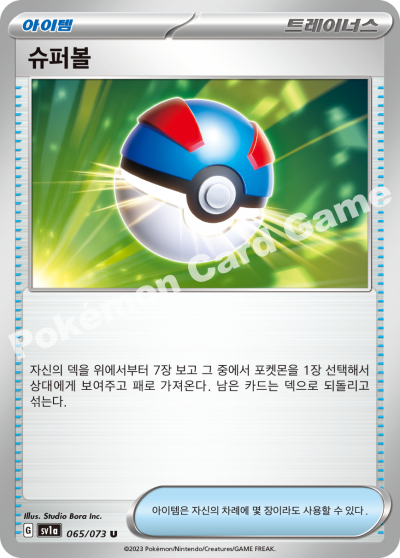 아이템 트레이너스
슈퍼볼
Pokémon Card Game
자신의 덱을 위에서부터 7장 보고 그 중에서 포켓몬을 1장 선택해서
상대에게 보여주고 패로 가져온다. 남은 카드는 덱으로 되돌리고
섞는다.
Illus. Studio Bora Inc.
G sv1a 065/073 U
아이템은 자신의 차례에 몇 장이라도 사용할 수 있다.
©2023 Pokémon/Nintendo/Creatures/GAME FREAK.